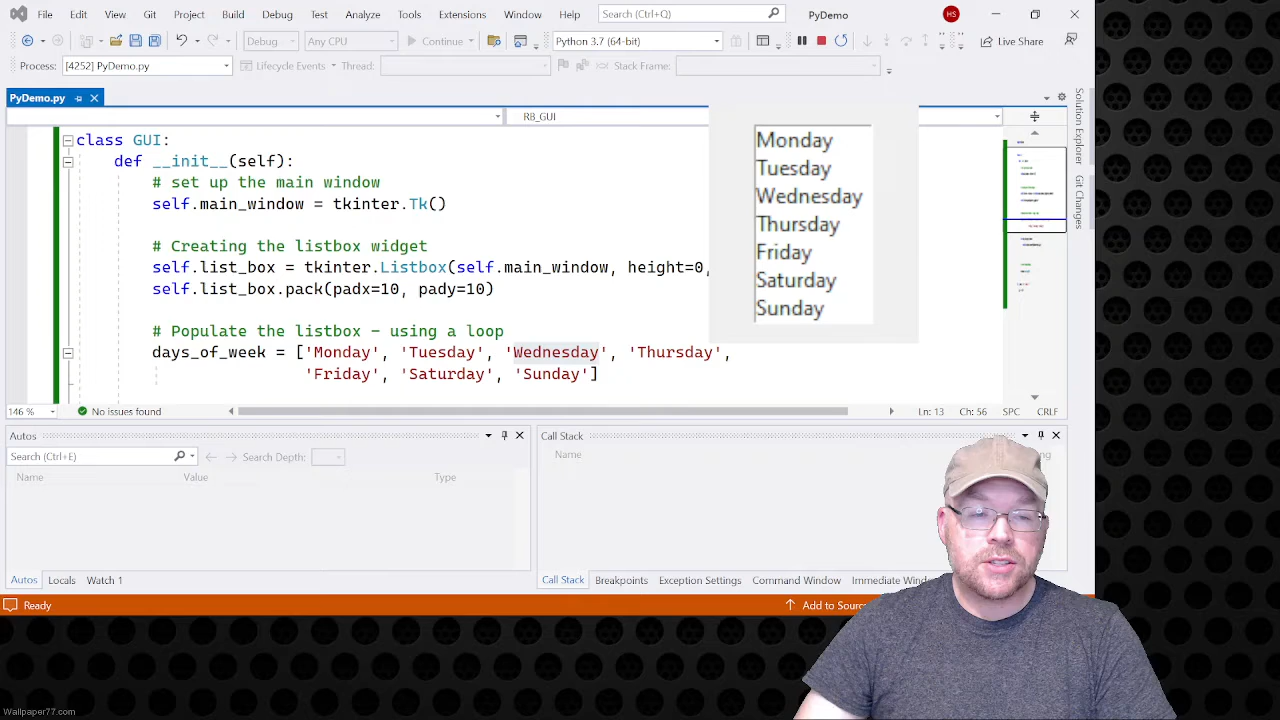 File Edit View Git Project Build Debug Test Analyze Tools Extensions Window Help Search (Ctrl+Q) PyDemo HS
Debug Any CPU Continue Python 3.7 (64-bit) Live Share
Process: [4252] PyDemo.py Lifecycle Events Thread: Stack Frame:
PyDemo.py
RB_GUI
class GUI:
def __init__(self):
# set up the main window
self.main_window = tkinter.Tk()
# Creating the listbox widget
self.list_box = tkinter.Listbox(self.main_window, height=0,
self.list_box.pack(padx=10, pady=10)
# Populate the listbox - using a loop
days_of_week = ['Monday', 'Tuesday', 'Wednesday', 'Thursday',
'Friday', 'Saturday', 'Sunday']
Monday
Tuesday
Wednesday
Thursday
Friday
Saturday
Sunday
Solution Explorer
Git Changes
146 % No issues found Ln: 13 Ch: 56 SPC CRLF
Autos
Search (Ctrl+E) Search Depth:
Name Value Type
Autos Locals Watch 1
Call Stack
Name
Call Stack Breakpoints Exception Settings Command Window Immediate
Ready Add to
Wallpaper77.com